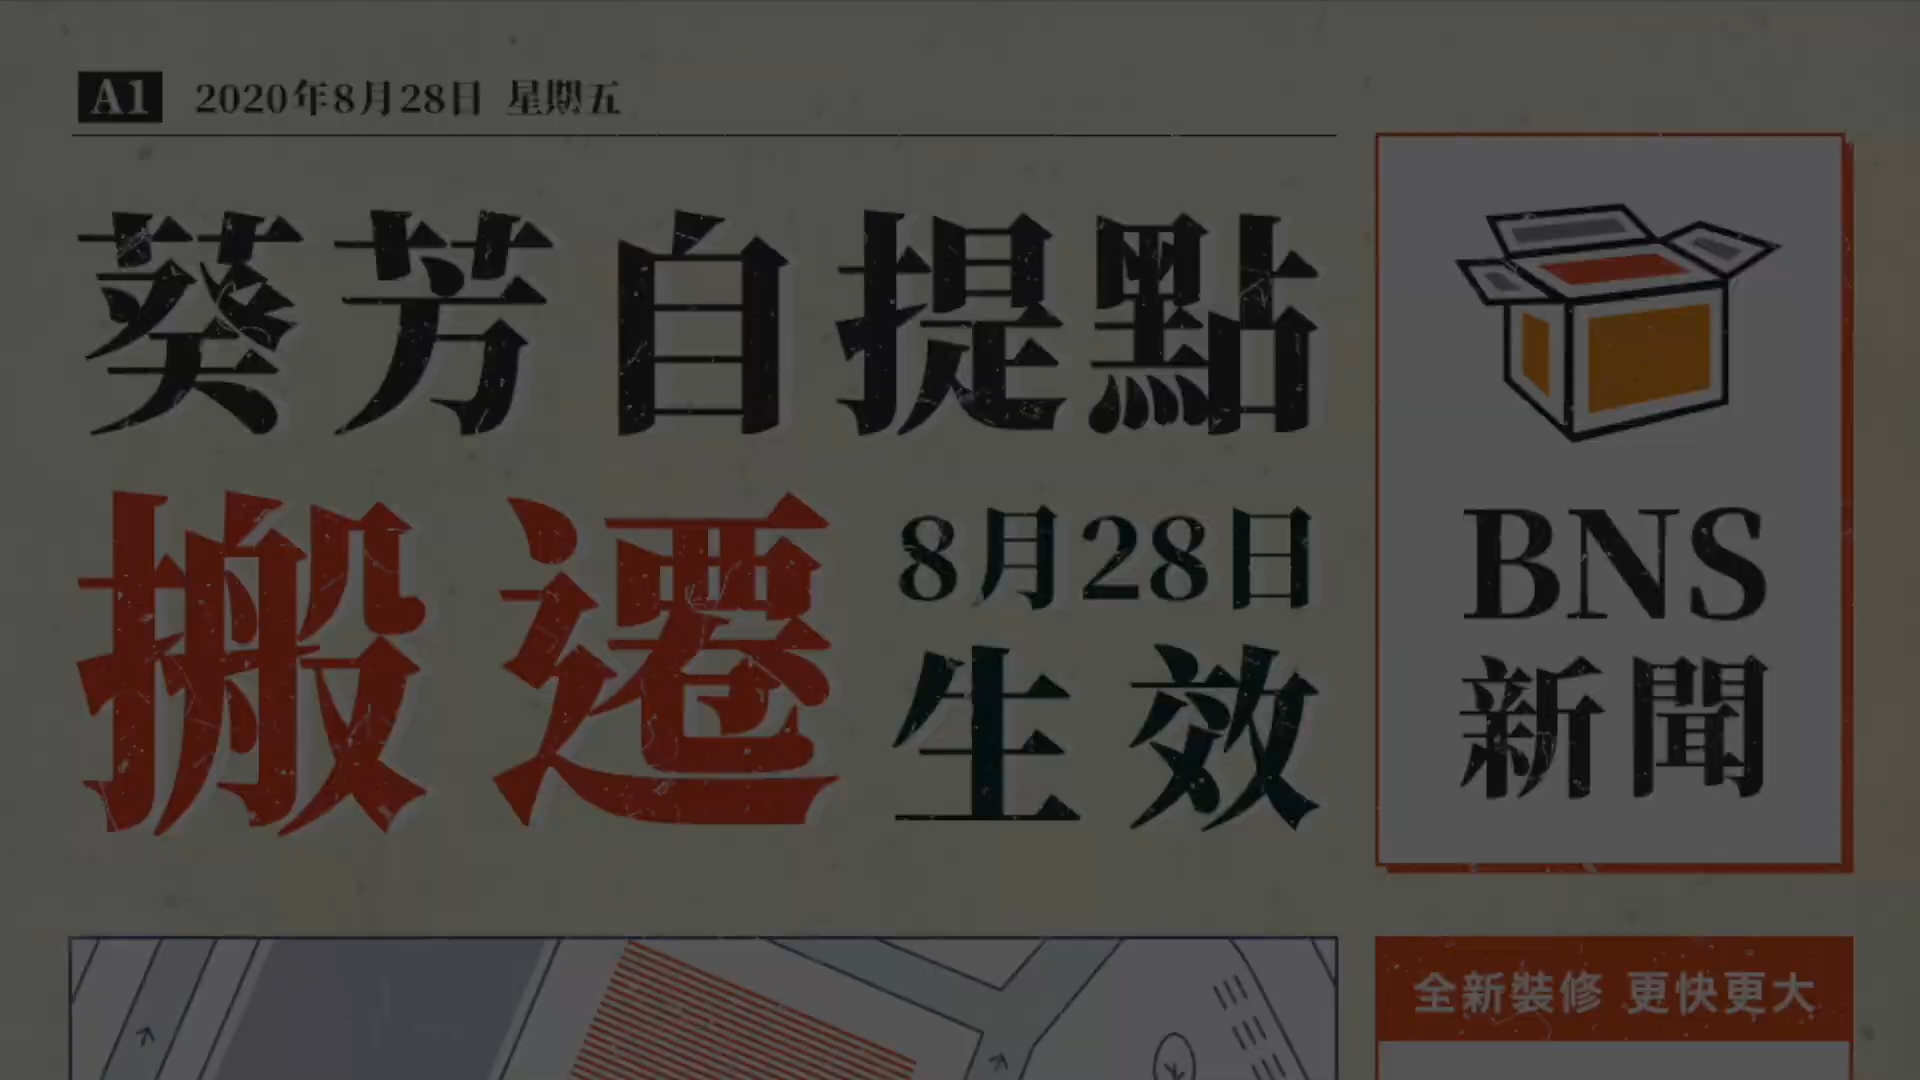 A1 2020年8月28日 星期五
葵芳自提點
搬遷
8月28日
生效
BNS
新聞
全新裝修 更快更大